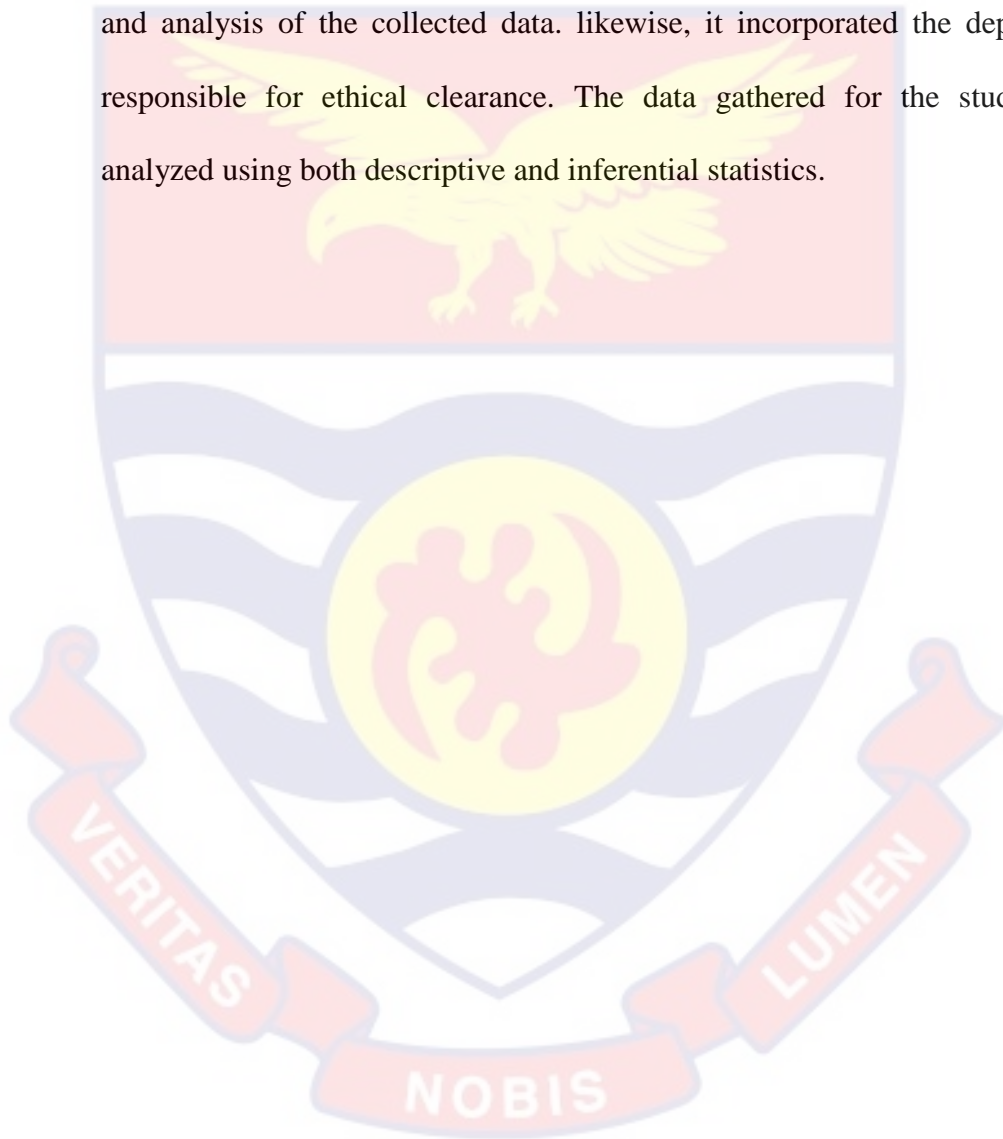 and analysis of the collected data. likewise, it incorporated the
responsible for ethical clearance. The data gathered for the
analyzed using both descriptive and inferential statistics.
VERITAS
NOBIS
LUMEN